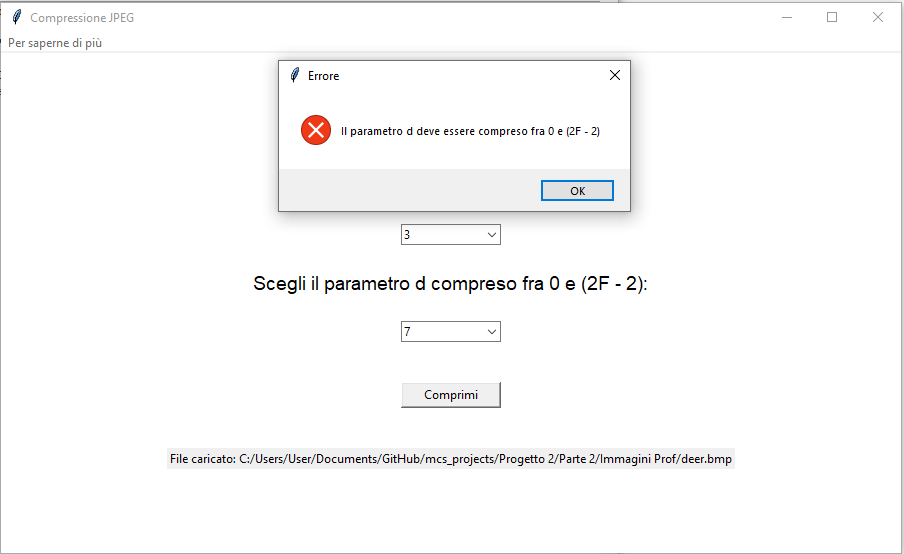 Compressione JPEG
Per saperne di più
Errore
Il parametro d deve essere compreso fra 0 e (2F - 2)
OK
3
Scegli il parametro d compreso fra 0 e (2F - 2):
7
Comprimi
File caricato: C:/Users/User/Documents/GitHub/mcs_projects/Progetto 2/Parte 2/Immagini Prof/deer.bmp